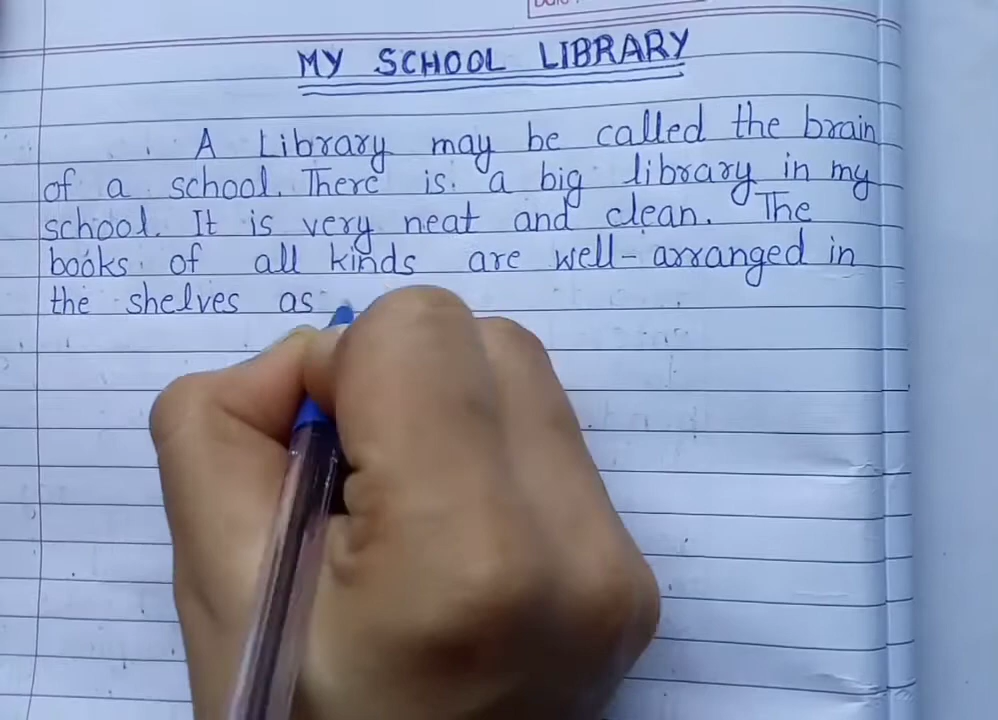 MY SCHOOL LIBRARY
A Library may be called the brain
of a school. There is a big library in my
school. It is very neat and clean. The
books of all kinds are well-arranged in
the shelves as